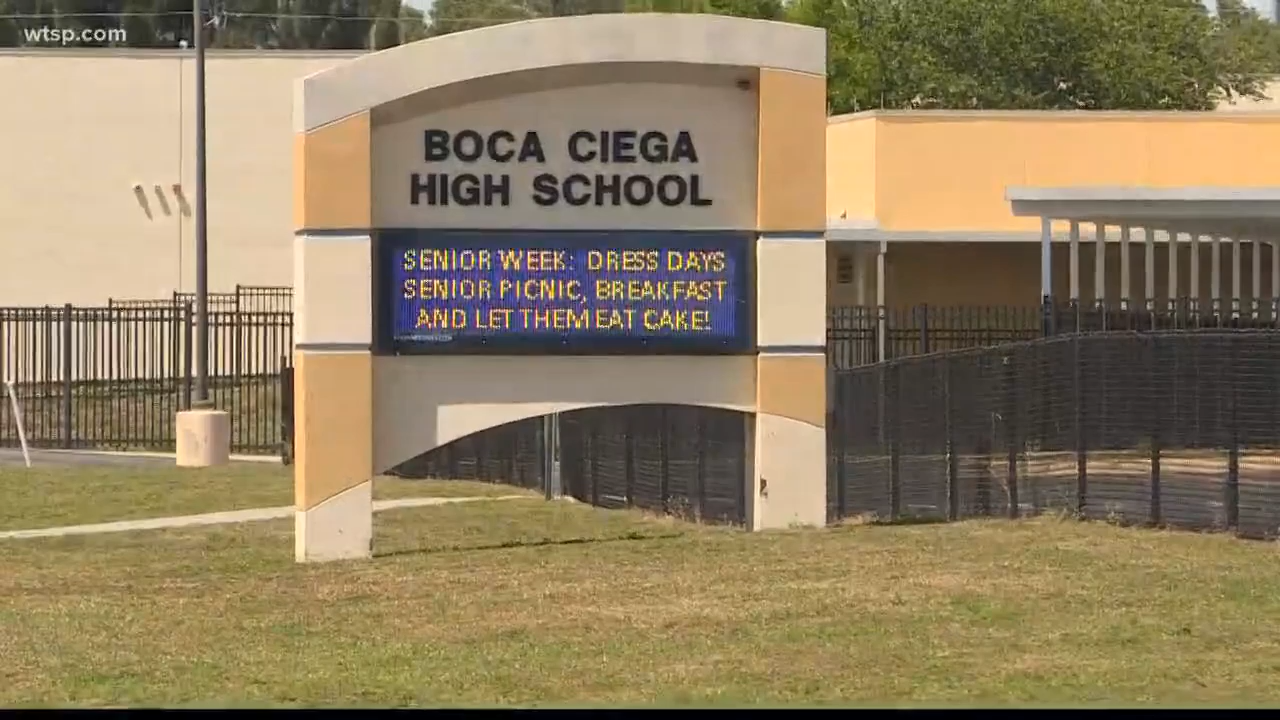 wtsp.com
BOCA CIEGA
HIGH SCHOOL
SENIOR WEEK: DRESS DAYS
SENIOR PICNIC, BREAKFAST
AND LET THEM EAT CAKE!